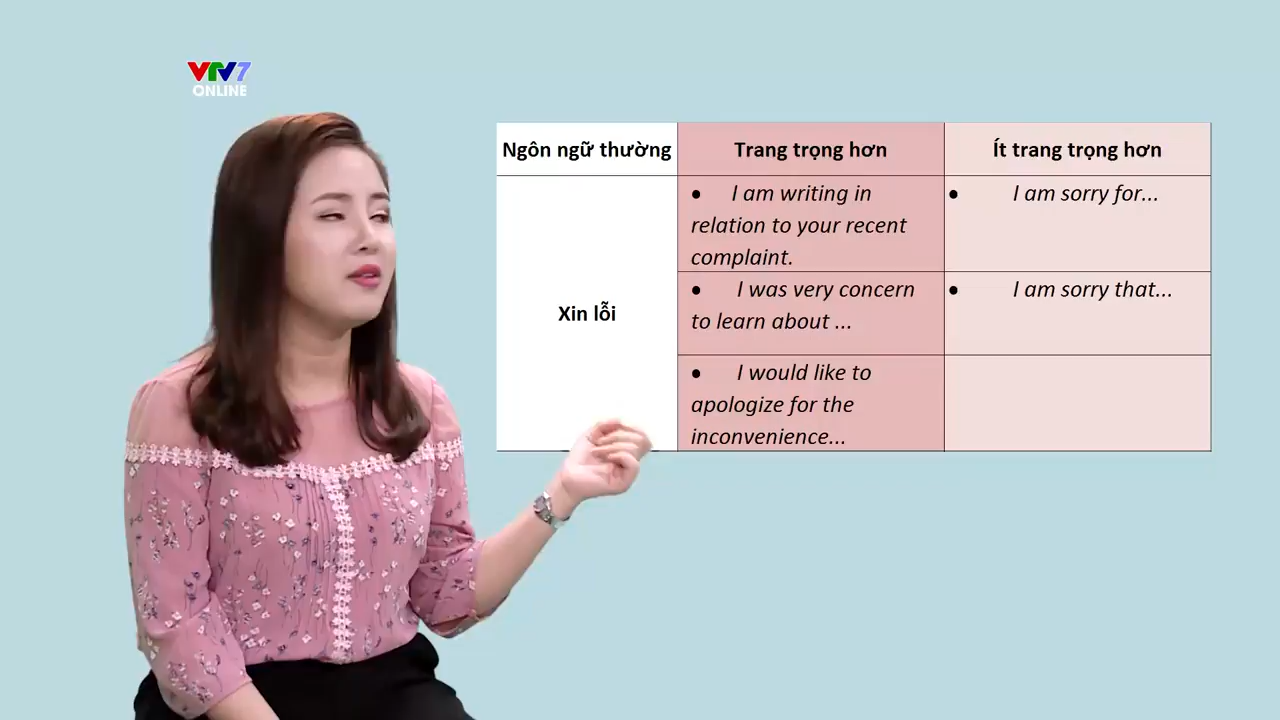 VTV7
ONLINE
Ngôn ngữ thường
Trang trọng hơn
Ít trang trọng hơn
Xin lỗi
• I am writing in
relation to your recent
complaint.
• I am sorry for...
• I was very concern
to learn about ...
• I am sorry that...
• I would like to
apologize for the
inconvenience...